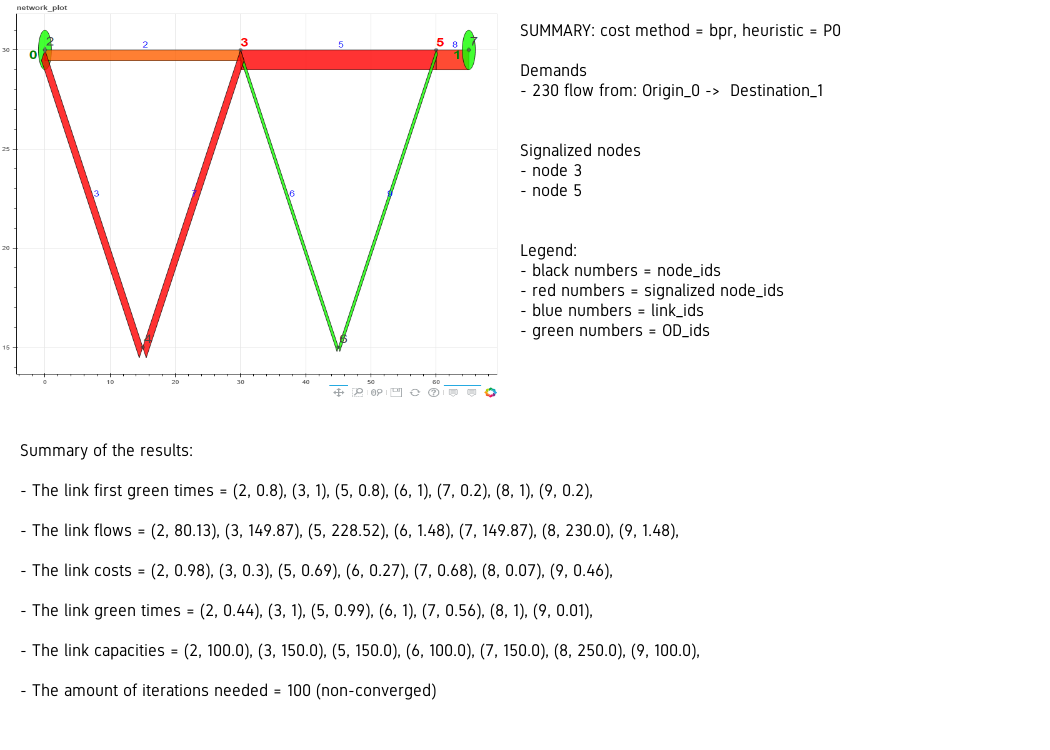 network_plot
2
3
5
7
0
2
5
8
1
30
25
3
7
6
9
20
4
6
15
0
10
20
30
40
50
60
SUMMARY: cost method = bpr, heuristic = P0
Demands
- 230 flow from: Origin_0 -> Destination_1
Signalized nodes
- node 3
- node 5
Legend:
- black numbers = node_ids
- red numbers = signalized node_ids
- blue numbers = link_ids
- green numbers = OD_ids
Summary of the results:
- The link first green times = (2, 0.8), (3, 1), (5, 0.8), (6, 1), (7, 0.2), (8, 1), (9, 0.2),
- The link flows = (2, 80.13), (3, 149.87), (5, 228.52), (6, 1.48), (7, 149.87), (8, 230.0), (9, 1.48),
- The link costs = (2, 0.98), (3, 0.3), (5, 0.69), (6, 0.27), (7, 0.68), (8, 0.07), (9, 0.46),
- The link green times = (2, 0.44), (3, 1), (5, 0.99), (6, 1), (7, 0.56), (8, 1), (9, 0.01),
- The link capacities = (2, 100.0), (3, 150.0), (5, 150.0), (6, 100.0), (7, 150.0), (8, 250.0), (9, 100.0),
- The amount of iterations needed = 100 (non-converged)